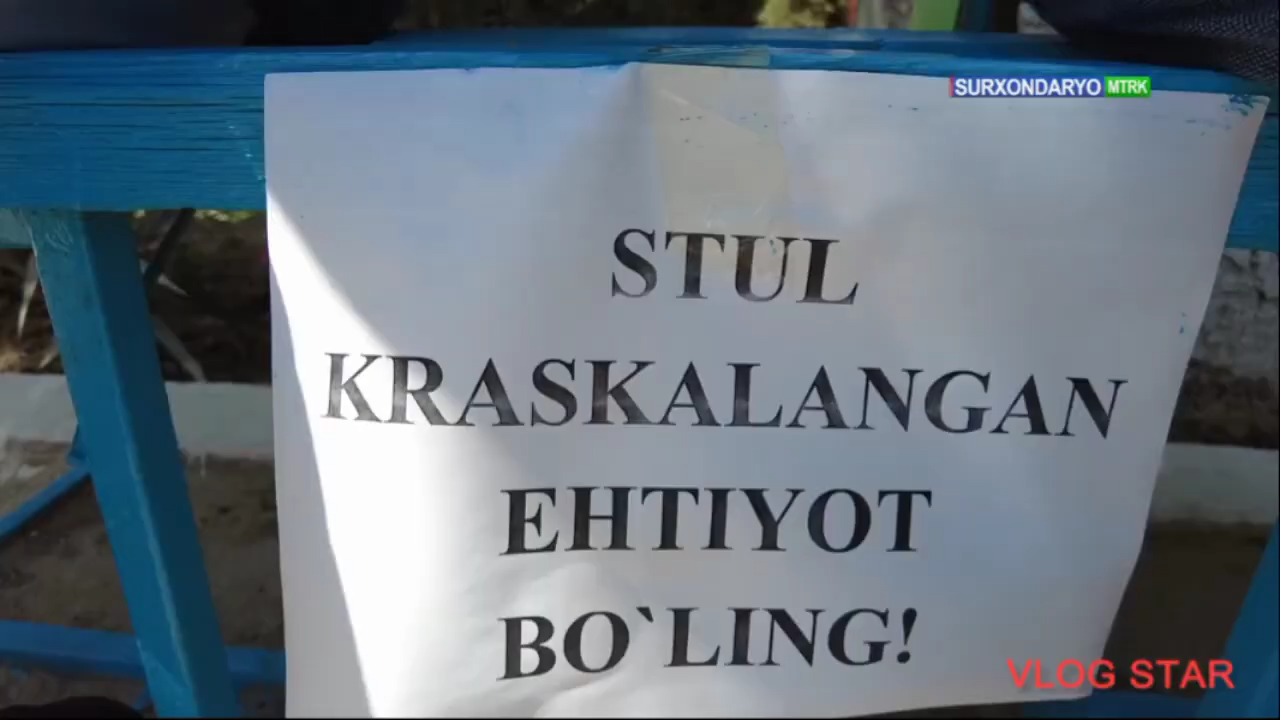 SURXONDARYO MTRK
STUL
KRASKALANGAN
EHTIYOT
BO`LING!
VLOG STAR